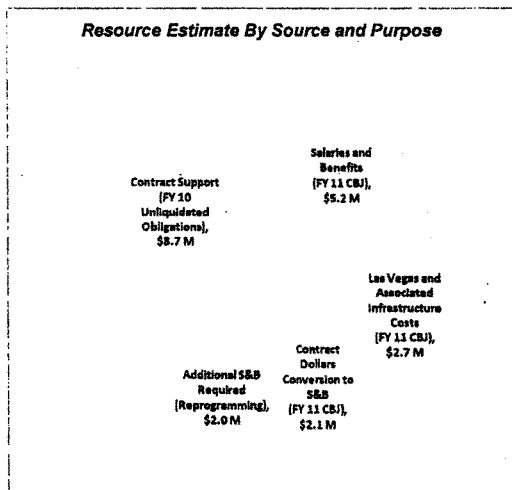 Resource Estimate By Source and Purpose
Salaries and
Benefits
(FY 11 CBJ),
$5.2 M
Contract Support
(FY 10
Unliquidated
Obligations),
$8.7 M
Las Vegas and
Associated
Infrastructure
Costs
(FY 11 CBJ),
$2.7 M
Contract
Dollars
Conversion to
S&B
(FY 11 CBJ),
$2.1 M
Additional S&B
Required
(Reprogramming),
$2.0 M